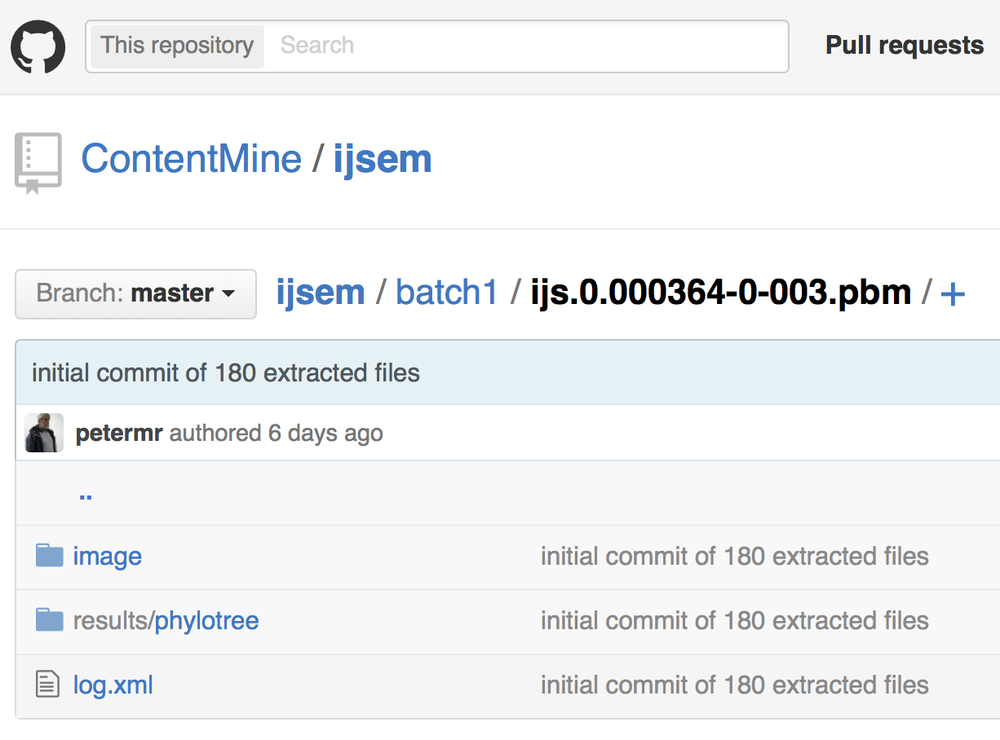 This repository Search Pull requests
ContentMine / ijsem
Branch: master ijsem / batch1 / ijs.0.000364-0-003.pbm / +
initial commit of 180 extracted files
petermr authored 6 days ago
..
image initial commit of 180 extracted files
results/phylotree initial commit of 180 extracted files
log.xml initial commit of 180 extracted files